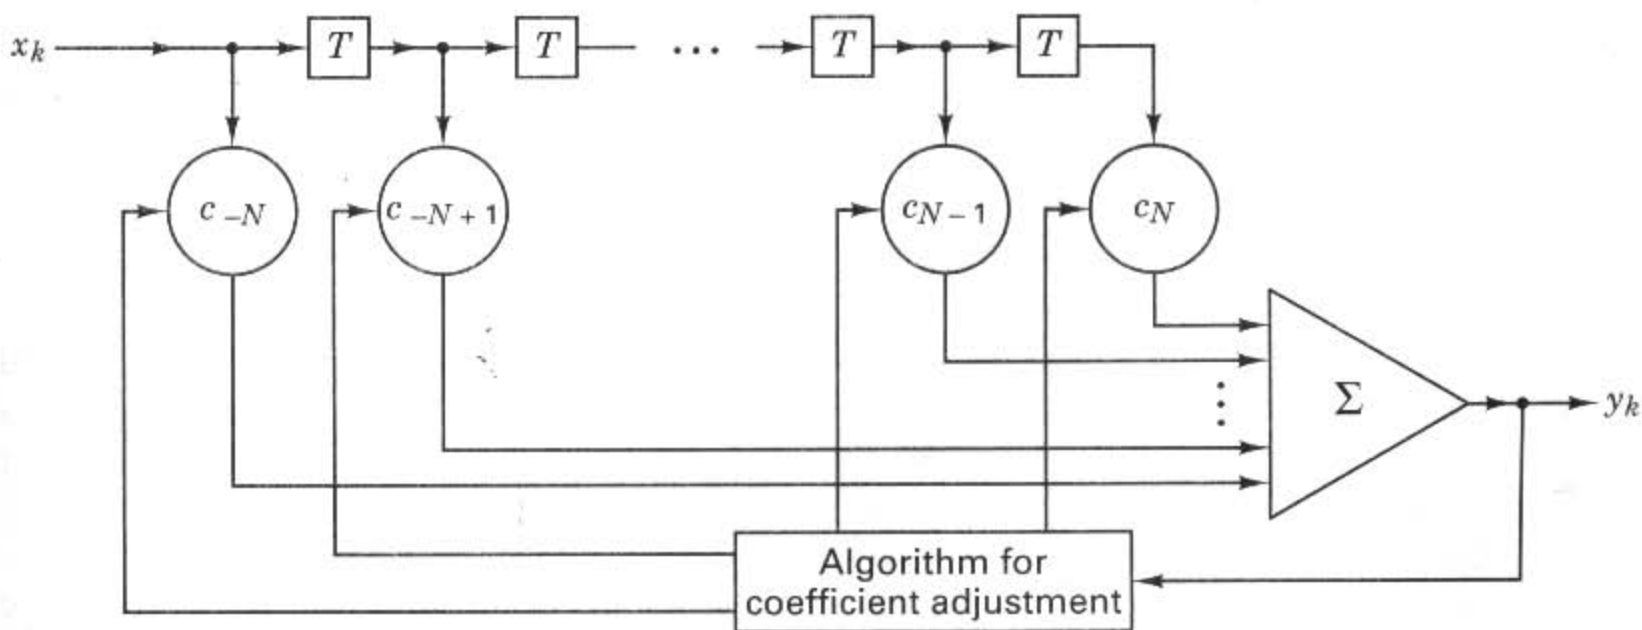 x_k T T ... T T
c_{-N} c_{-N+1} c_{N-1} c_N
Σ y_k
Algorithm for
coefficient adjustment